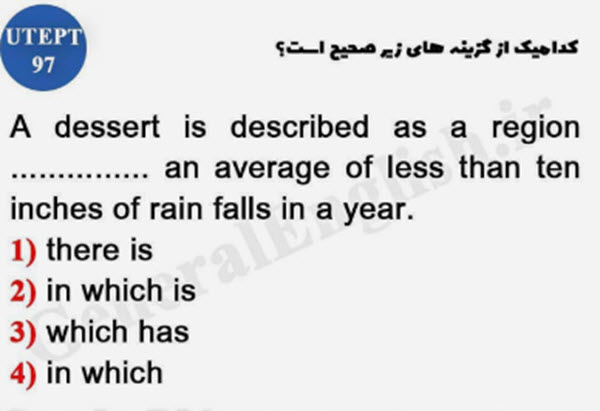 UTEPT
97
کدامیک از گزینه های زیر صحیح است؟
A dessert is described as a region
............... an average of less than ten
inches of rain falls in a year.
1) there is
2) in which is
3) which has
4) in which
GeneralEnglish.ir